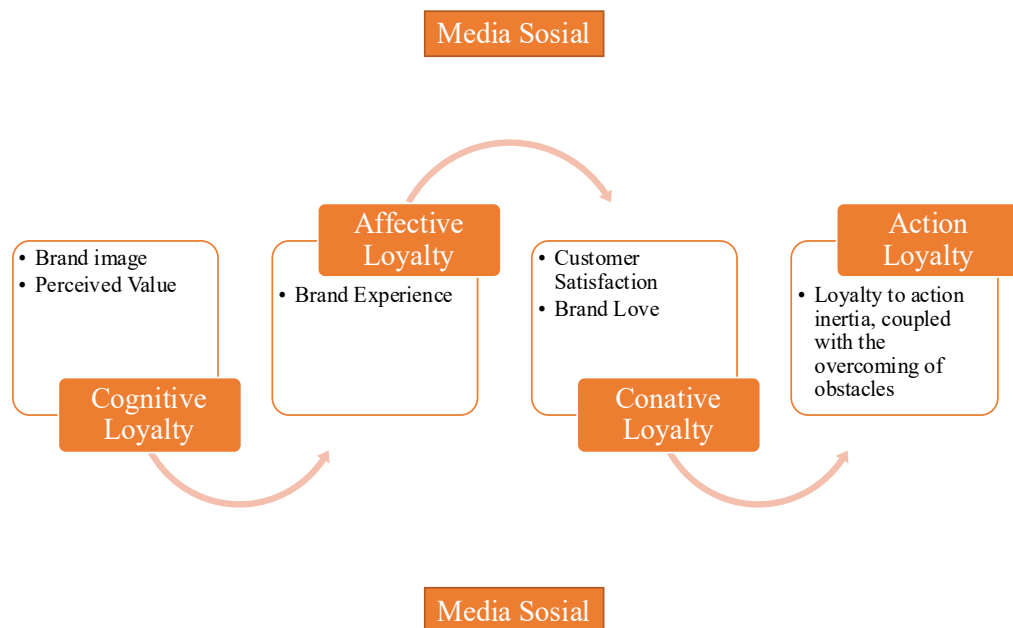 Media Sosial
• Brand image
• Perceived Value
Cognitive
Loyalty
Affective
Loyalty
• Brand Experience
• Customer
Satisfaction
• Brand Love
Conative
Loyalty
Action
Loyalty
• Loyalty to action
inertia, coupled
with the
overcoming of
obstacles
Media Sosial